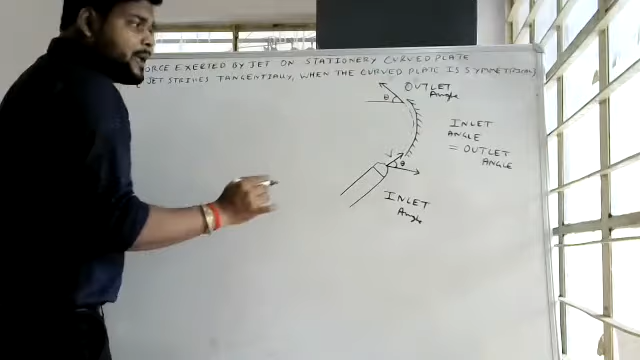 FORCE EXERTED BY JET ON STATIONERY CURVED PLATE
JET STRIKES TANGENTIALLY, WHEN THE CURVED PLATE IS SYMMETRICAL)
OUTLET
Angle
θ
INLET
ANGLE
= OUTLET
ANGLE
V
θ
INLET
Angle